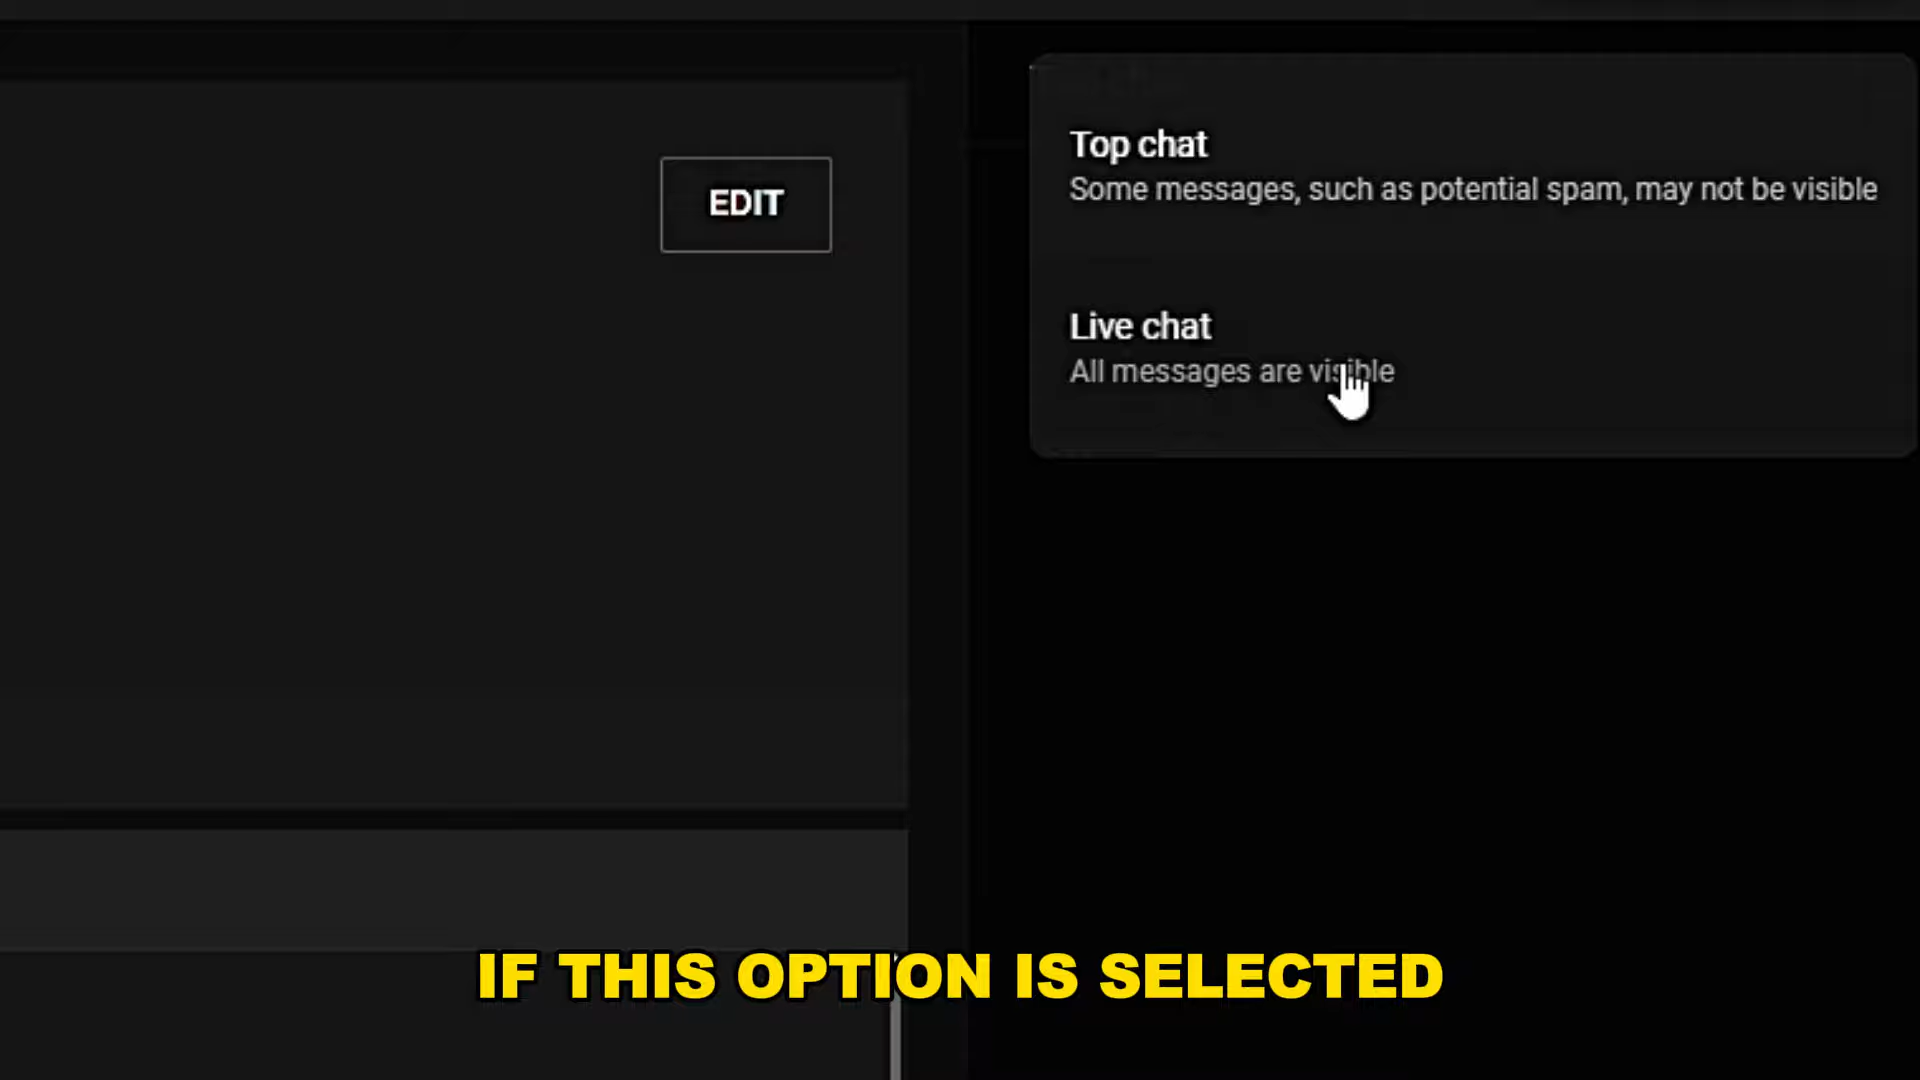 EDIT
Top chat
Some messages, such as potential spam, may not be visible
Live chat
All messages are visible
IF THIS OPTION IS SELECTED